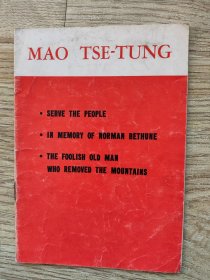 MAO TSE-TUNG
• SERVE THE PEOPLE
• IN MEMORY OF NORMAN BETHUNE
• THE FOOLISH OLD MAN
WHO REMOVED THE MOUNTAINS